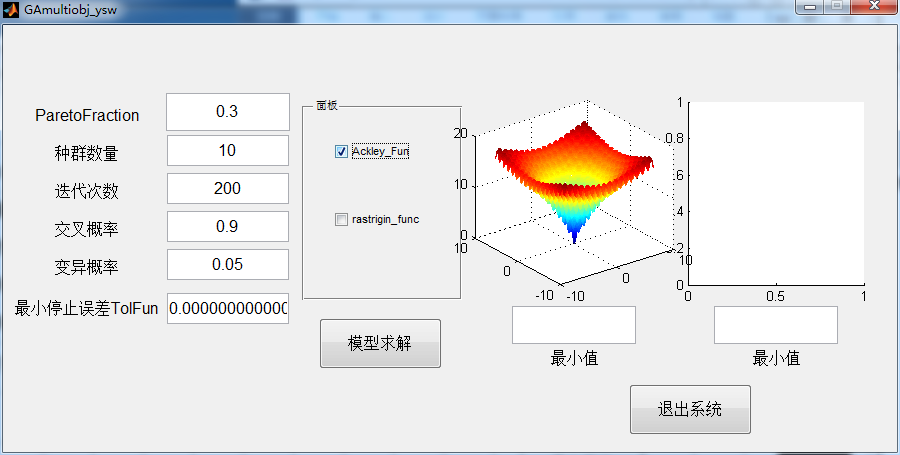 GAmultiobj_ysw
ParetoFraction
0.3
种群数量
10
迭代次数
200
交叉概率
0.9
变异概率
0.05
最小停止误差TolFun
0.000000000000
面板
Ackley_Fun
rastrigin_func
模型求解
20
10
0
10
0
-10
-10
0
10
最小值
1
0.8
.6
.4
.2
0
0
0.5
1
最小值
退出系统